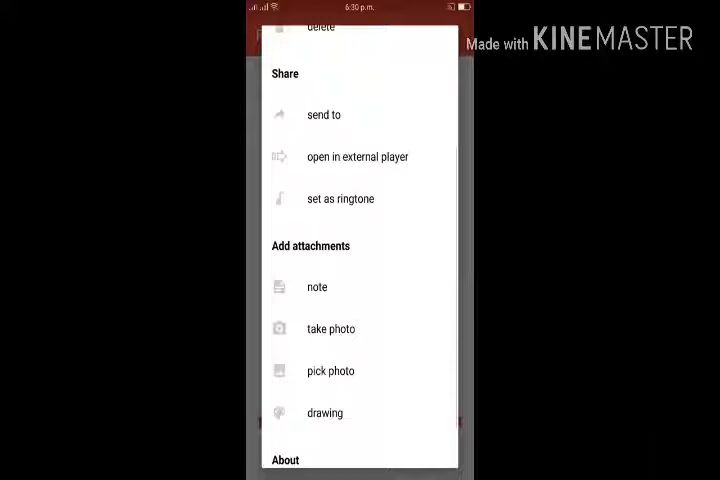 6:30 p.m.
delete
Made with KINEMASTER
Share
send to
open in external player
set as ringtone
Add attachments
note
take photo
pick photo
drawing
About